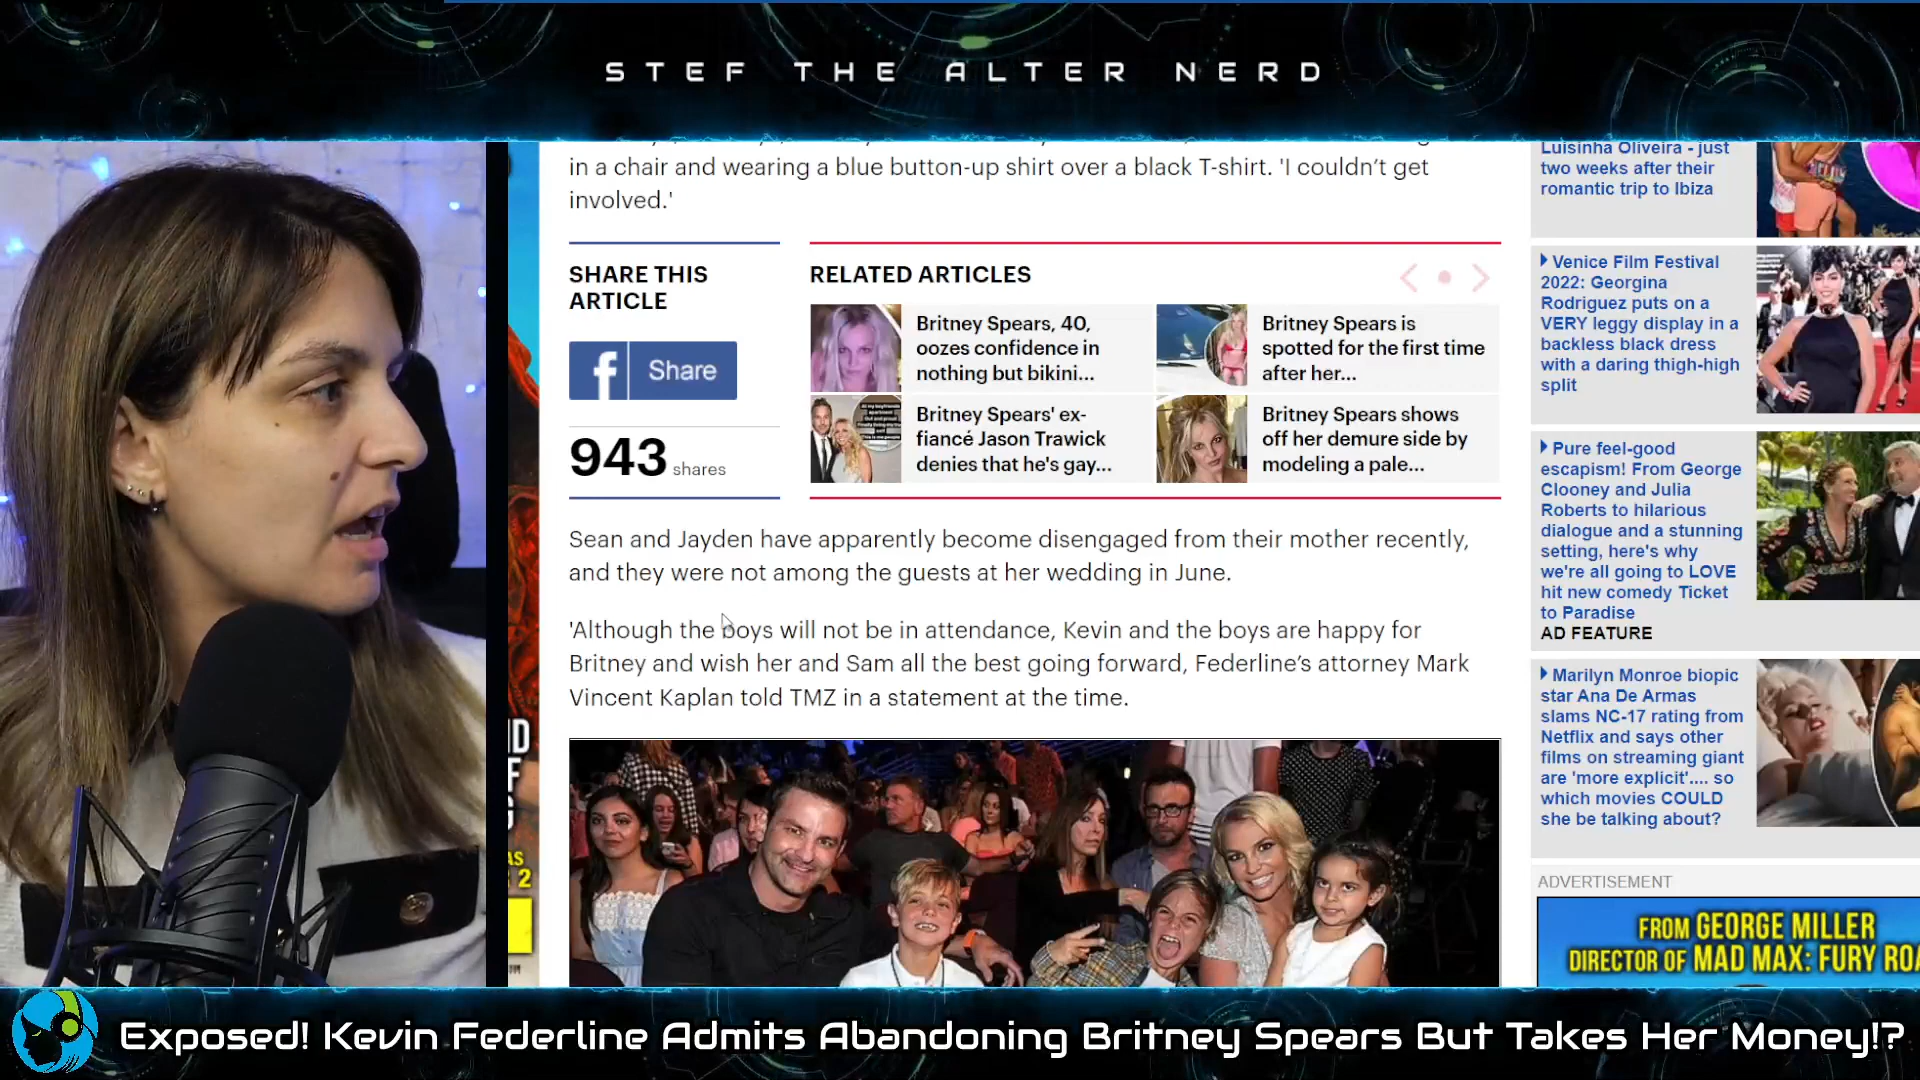 STEF THE ALTER NERD
in a chair and wearing a blue button-up shirt over a black T-shirt. 'I couldn't get
involved.'
SHARE THIS
ARTICLE
f Share
943 shares
RELATED ARTICLES
Britney Spears, 40,
oozes confidence in
nothing but bikini...
Britney Spears is
spotted for the first time
after her...
Britney Spears' ex-
fiancé Jason Trawick
denies that he's gay...
Britney Spears shows
off her demure side by
modeling a pale...
Sean and Jayden have apparently become disengaged from their mother recently,
and they were not among the guests at her wedding in June.
'Although the boys will not be in attendance, Kevin and the boys are happy for
Britney and wish her and Sam all the best going forward, Federline's attorney Mark
Vincent Kaplan told TMZ in a statement at the time.
Luisinha Oliveira - just
two weeks after their
romantic trip to Ibiza
Venice Film Festival
2022: Georgina
Rodriguez puts on a
VERY leggy display in a
backless black dress
with a daring thigh-high
split
Pure feel-good
escapism! From George
Clooney and Julia
Roberts to hilarious
dialogue and a stunning
setting, here's why
we're all going to LOVE
hit new comedy Ticket
to Paradise
AD FEATURE
Marilyn Monroe biopic
star Ana De Armas
slams NC-17 rating from
Netflix and says other
films on streaming giant
are 'more explicit'.... so
which movies COULD
she be talking about?
ADVERTISEMENT
FROM GEORGE MILLER
DIRECTOR OF MAD MAX: FURY ROA
Exposed! Kevin Federline Admits Abandoning Britney Spears But Takes Her Money!?